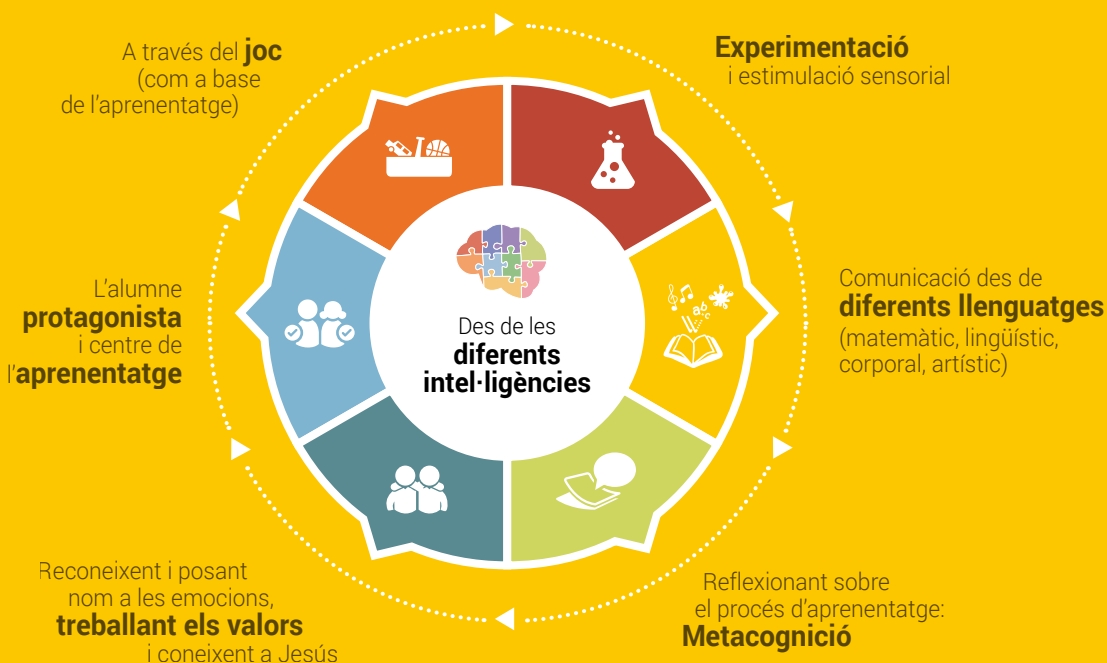 A través del joc
(com a base
de l'aprenentatge)
Experimentació
i estimulació sensorial
L'alumne
protagonista
i centre de
l'aprenentatge
Des de les
diferents
intel·ligències
ab
c
Comunicació des de
diferents llenguatges
(matemàtic, lingüístic,
corporal, artístic)
Reconeixent i posant
nom a les emocions,
treballant els valors
i coneixent a Jesús
Reflexionant sobre
el procés d'aprenentatge:
Metacognició